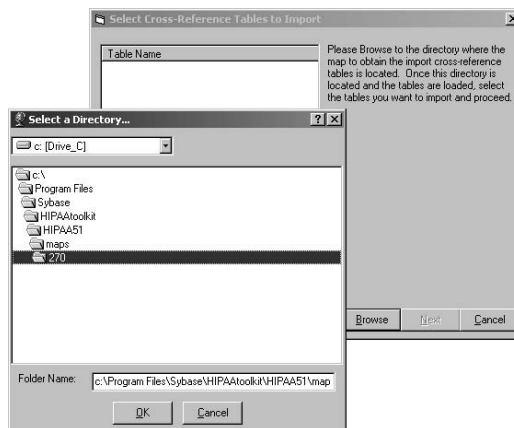 Select Cross-Reference Tables to Import
Table Name
Please Browse to the directory where the
map to obtain the import cross-reference
tables is located. Once this directory is
located and the tables are loaded, select
the tables you want to import and proceed.
Select a Directory...
c: [Drive_C]
c:\
Program Files
Sybase
HIPAAtoolkit
HIPAA51
maps
270
Folder Name:
c:\Program Files\Sybase\HIPAAtoolkit\HIPAA51\map
OK
Cancel
Browse
Next
Cancel